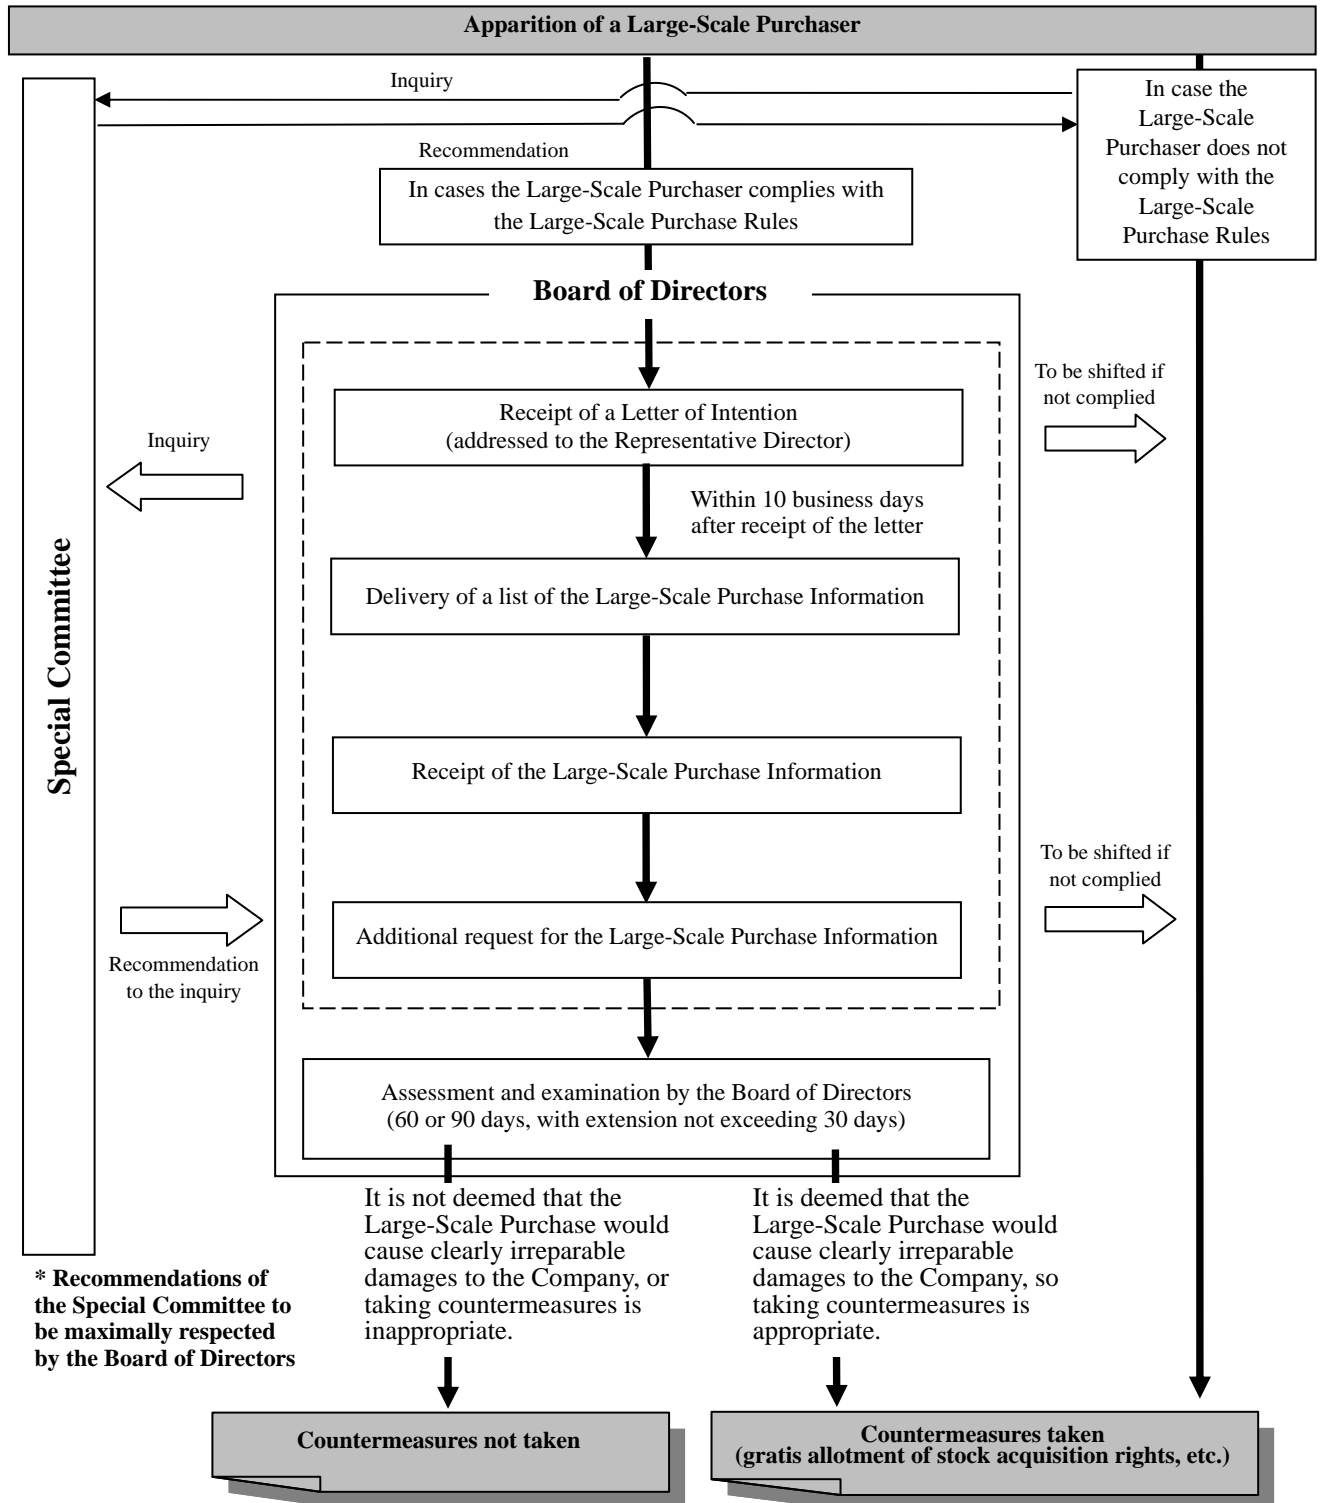 Apparition of a Large-Scale Purchaser
Inquiry
In case the
Large-Scale
Purchaser does not
comply with the
Large-Scale
Purchase Rules
Recommendation
In cases the Large-Scale Purchaser complies with
the Large-Scale Purchase Rules
Board of Directors
To be shifted if
not complied
Receipt of a Letter of Intention
(addressed to the Representative Director)
Inquiry
Within 10 business days
after receipt of the letter
Special Committee
Delivery of a list of the Large-Scale Purchase Information
Receipt of the Large-Scale Purchase Information
To be shifted if
not complied
Additional request for the Large-Scale Purchase Information
Recommendation
to the inquiry
Assessment and examination by the Board of Directors
(60 or 90 days, with extension not exceeding 30 days)
It is not deemed that the
Large-Scale Purchase would
cause clearly irreparable
damages to the Company, or
taking countermeasures is
inappropriate.
It is deemed that the
Large-Scale Purchase would
cause clearly irreparable
damages to the Company, so
taking countermeasures is
appropriate.
* Recommendations of
the Special Committee to
be maximally respected
by the Board of Directors
Countermeasures not taken
Countermeasures taken
(gratis allotment of stock acquisition rights, etc.)